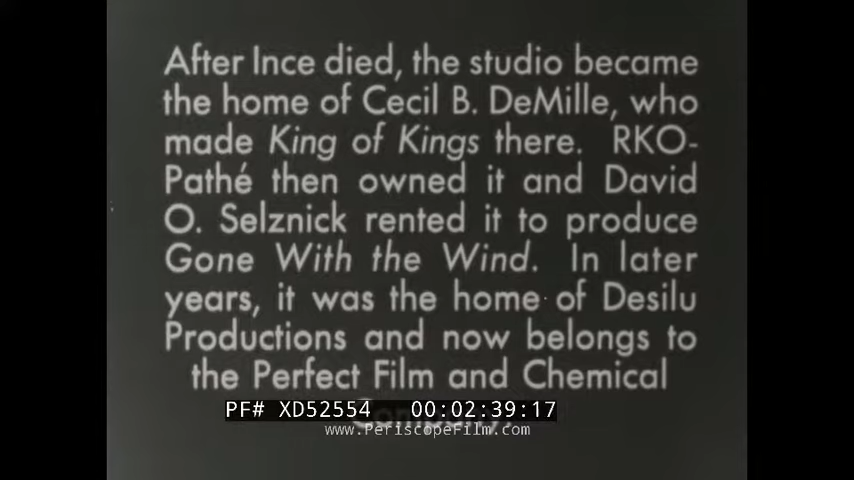 After Ince died, the studio became
the home of Cecil B. DeMille, who
made King of Kings there. RKO-
Pathé then owned it and David
O. Selznick rented it to produce
Gone With the Wind. In later
years, it was the home of Desilu
Productions and now belongs to
the Perfect Film and Chemical
PF# XD52554 00:02:39:17
www.PeriscopeFilm.com